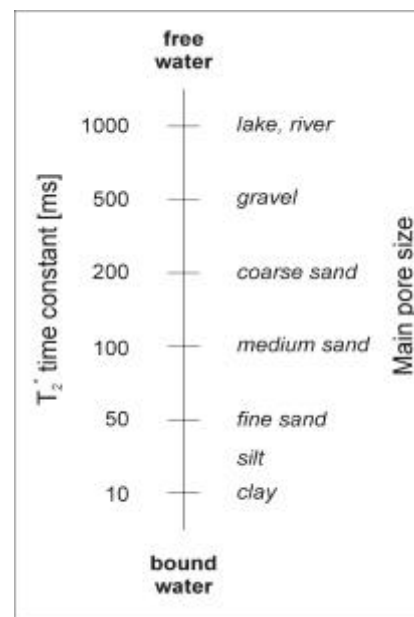 free
water
1000 lake, river
500 gravel
200 coarse sand
100 medium sand
50 fine sand
silt
10 clay
bound
water
T₂* time constant [ms]
Main pore size